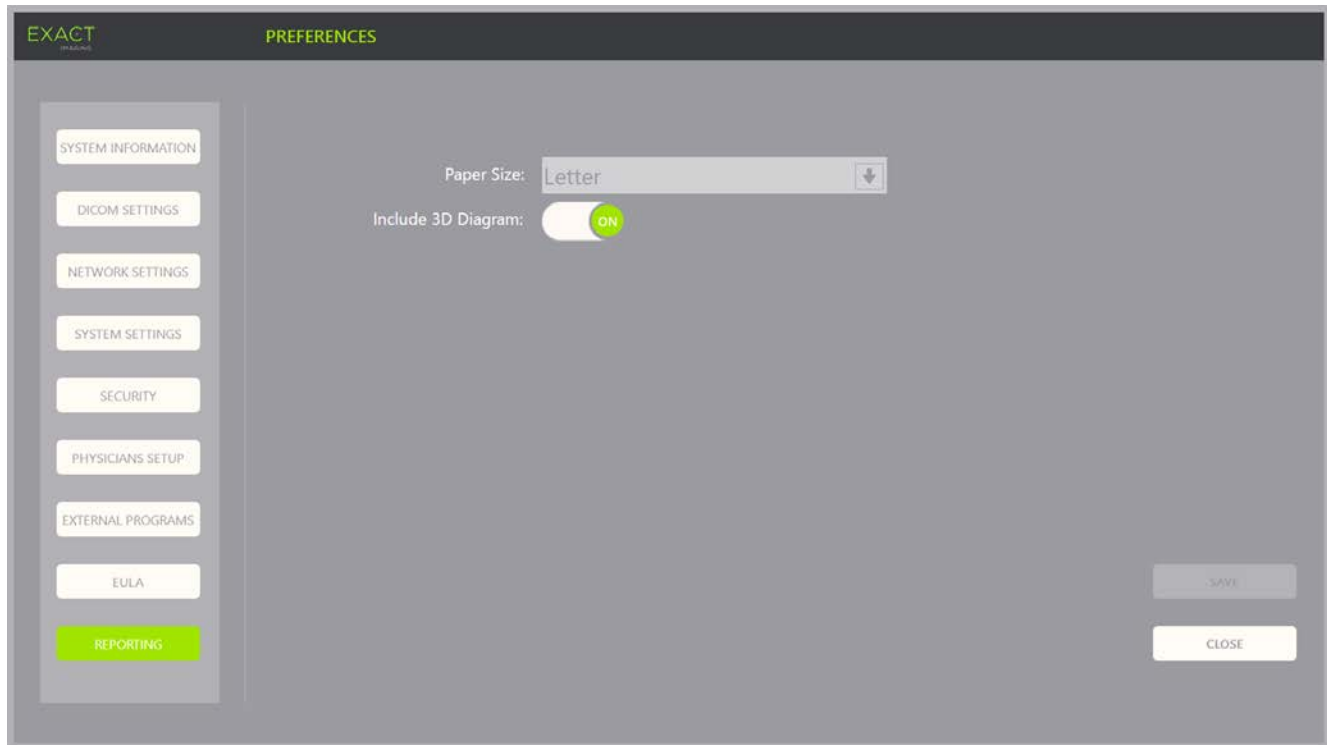 EXACT
IMAGING
PREFERENCES
SYSTEM INFORMATION
DICOM SETTINGS
NETWORK SETTINGS
SYSTEM SETTINGS
SECURITY
PHYSICIANS SETUP
EXTERNAL PROGRAMS
EULA
REPORTING
Paper Size:
Letter
Include 3D Diagram:
ON
SAVE
CLOSE